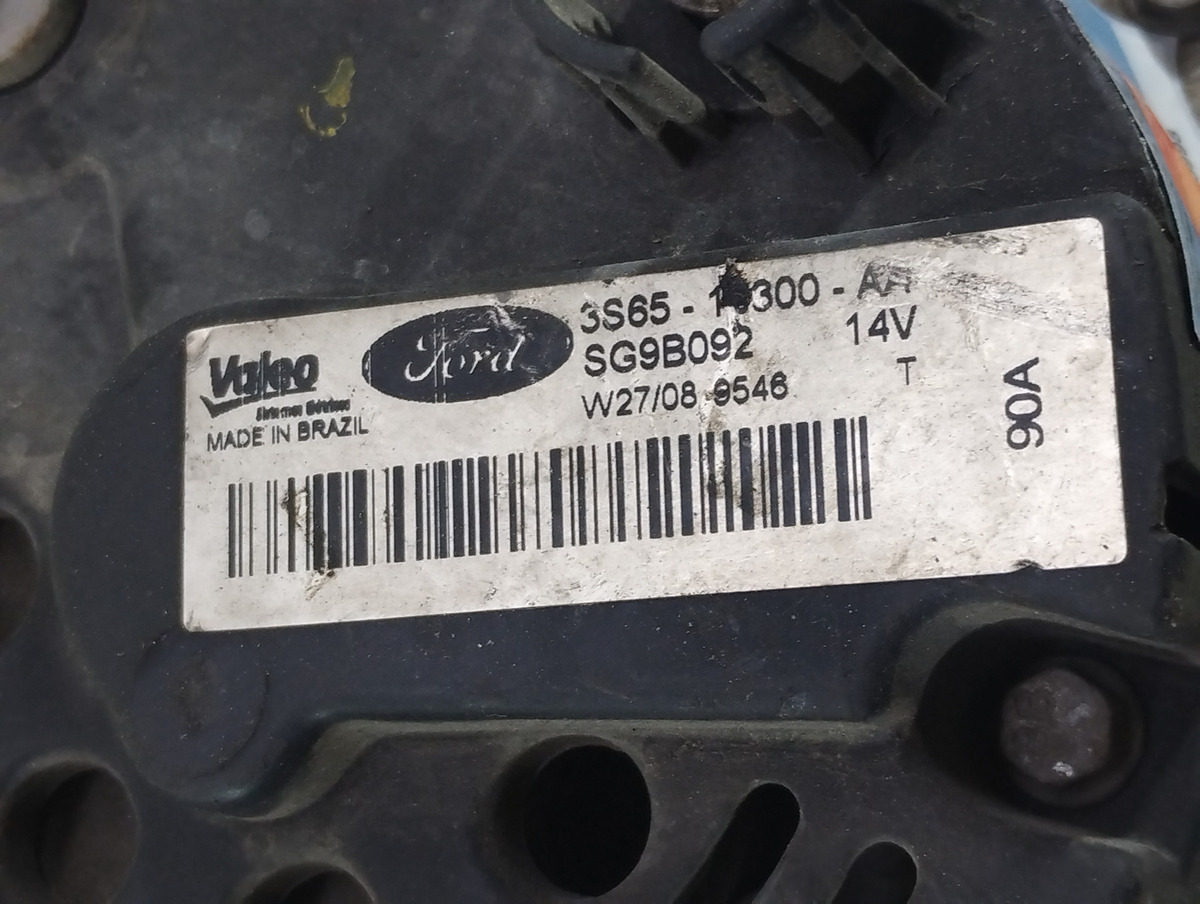 Valeo
MADE IN BRAZIL
Ford
3S65 - 300 -
SG9B092
14V
W27/08 9546
T
90A